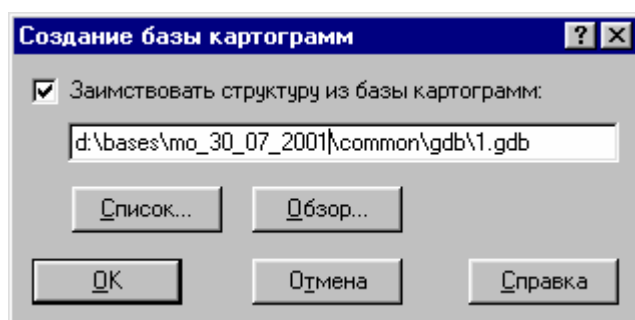 Создание базы картограмм
Заимствовать структуру из базы картограмм:
d:\bases\mo_30_07_2001\common\gdb\1.gdb
Список... Обзор...
OK Отмена Справка